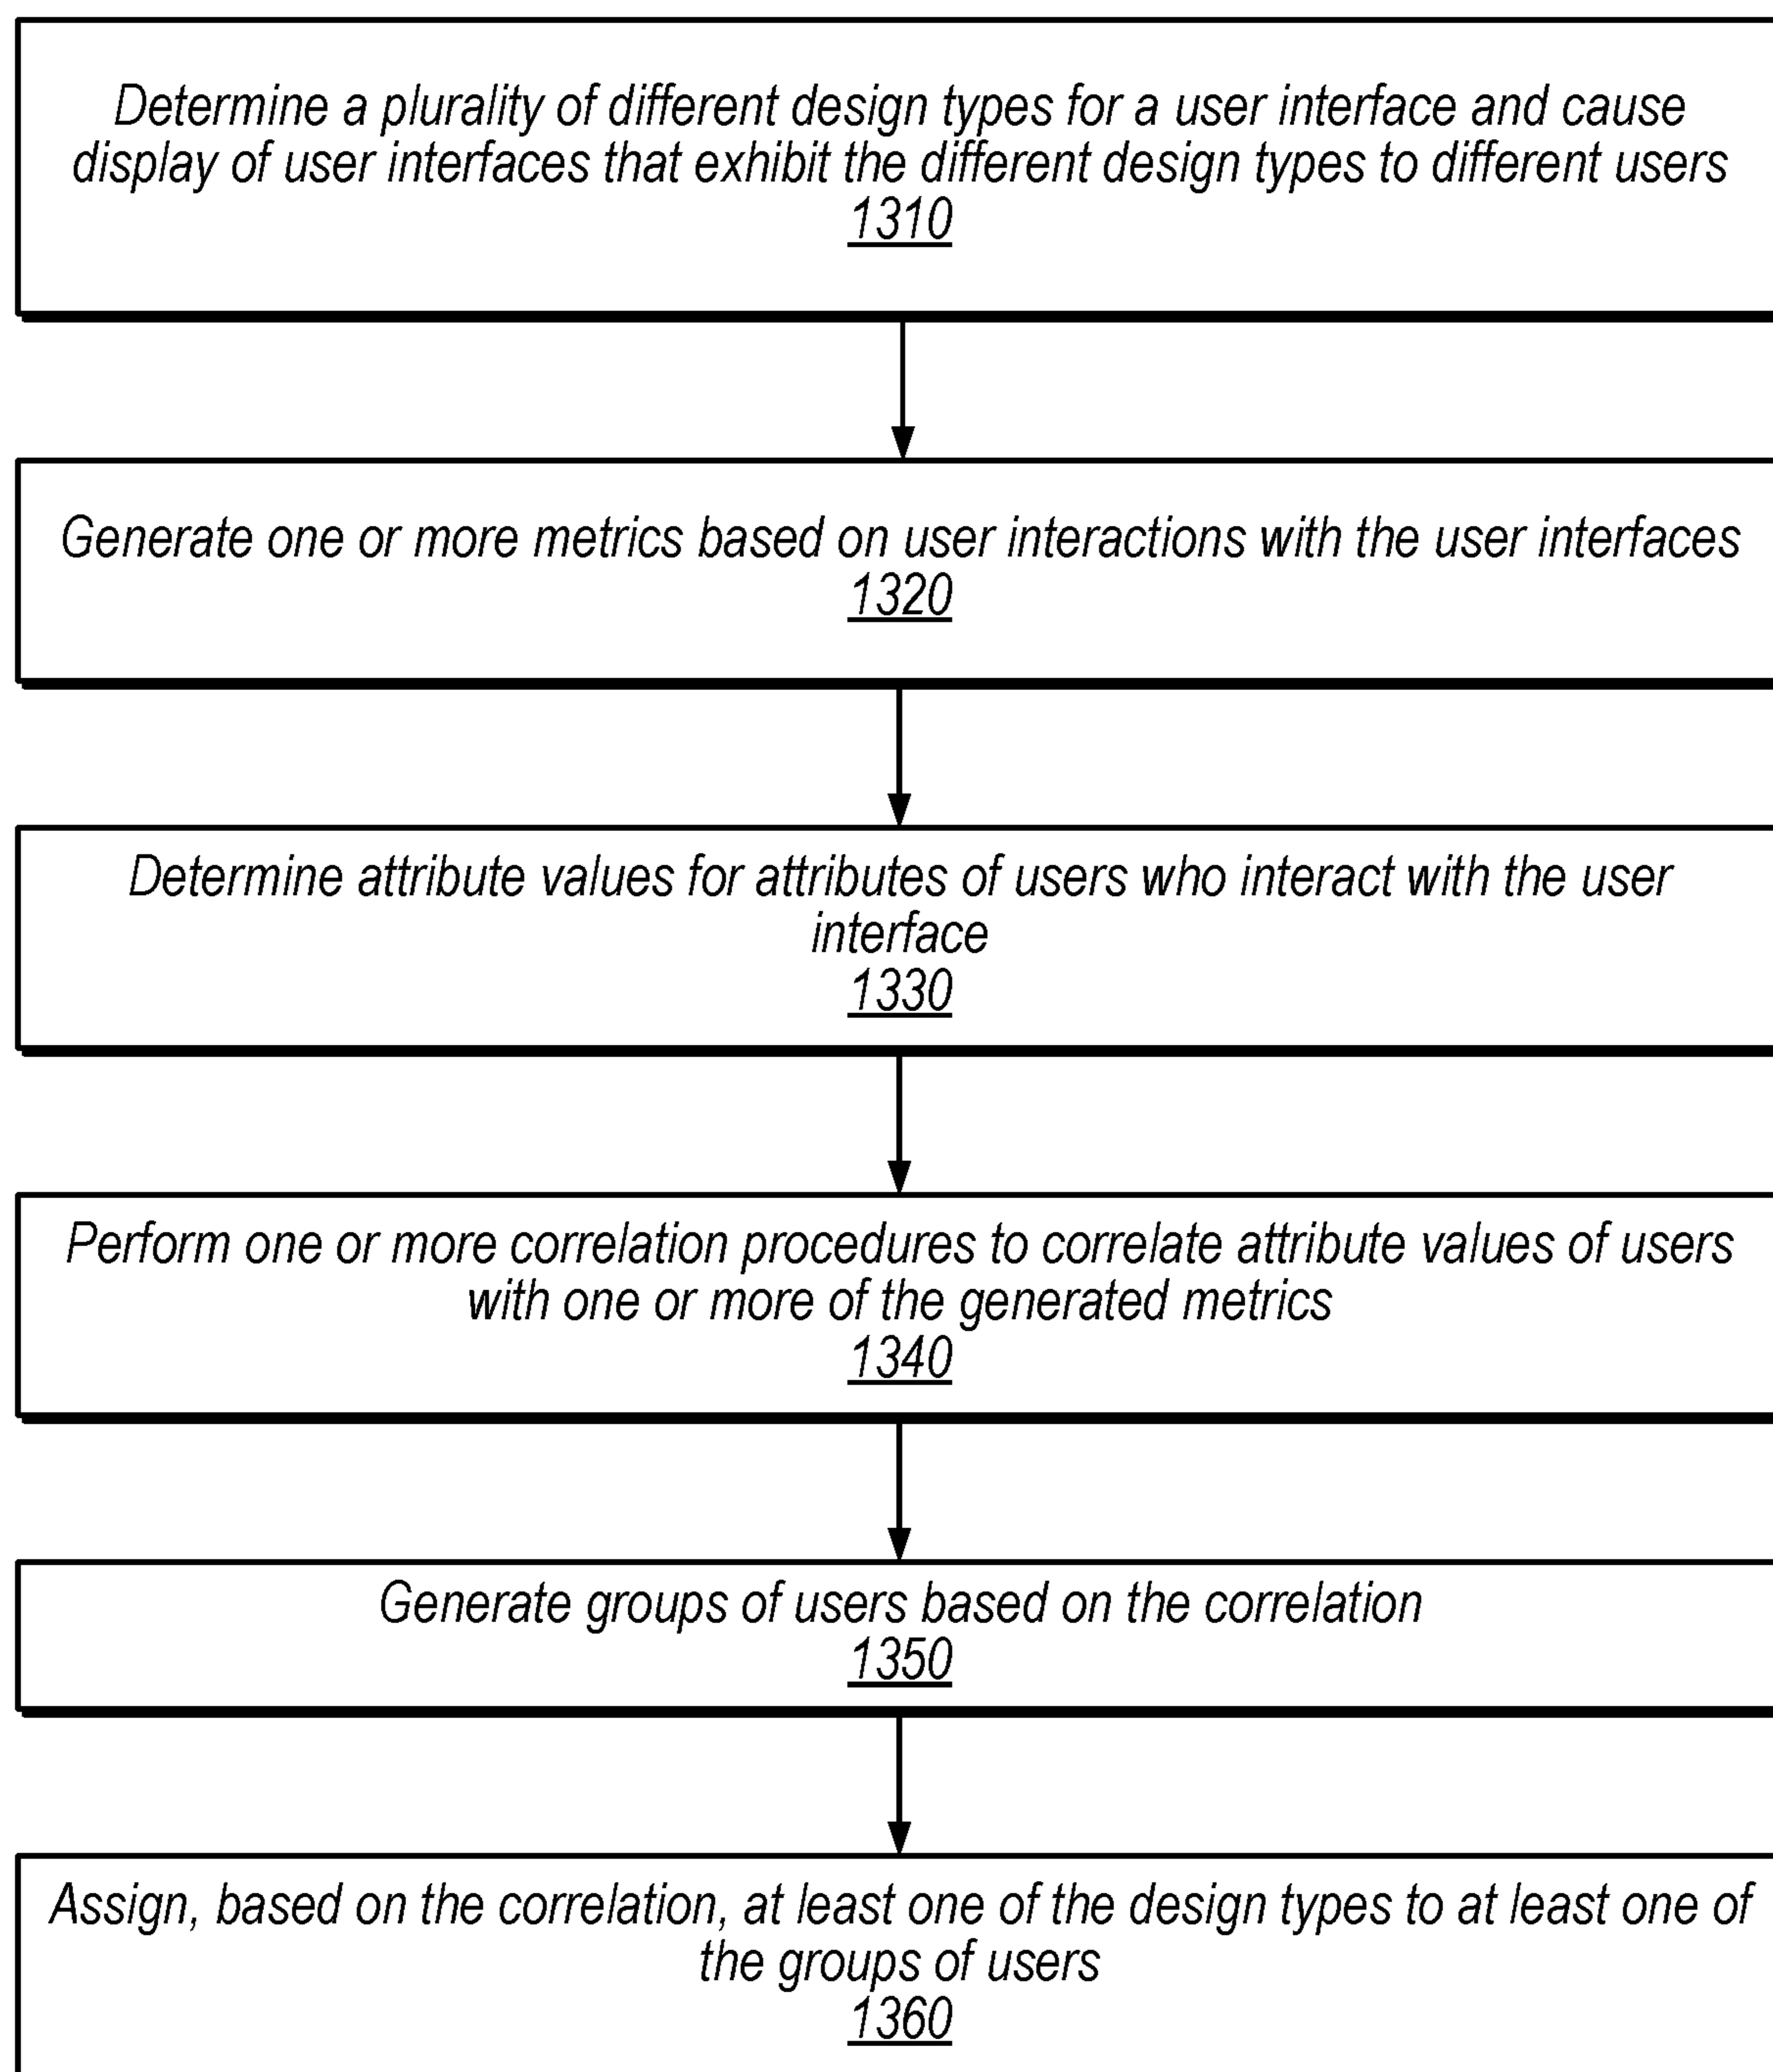 Determine a plurality of different design types for a user interface and cause
display of user interfaces that exhibit the different design types to different users
1310
Generate one or more metrics based on user interactions with the user interfaces
1320
Determine attribute values for attributes of users who interact with the user
interface
1330
Perform one or more correlation procedures to correlate attribute values of users
with one or more of the generated metrics
1340
Generate groups of users based on the correlation
1350
Assign, based on the correlation, at least one of the design types to at least one of
the groups of users
1360